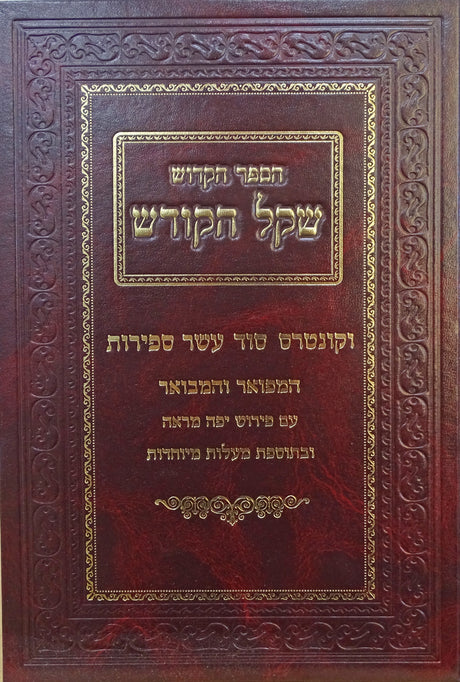 הספר הקדוש
שקל הקודש
וקונטרס סוד עשר ספירות
המפואר והמבואר
עם פירוש יפה מראה
ובתוספת מעלות מיוחדות